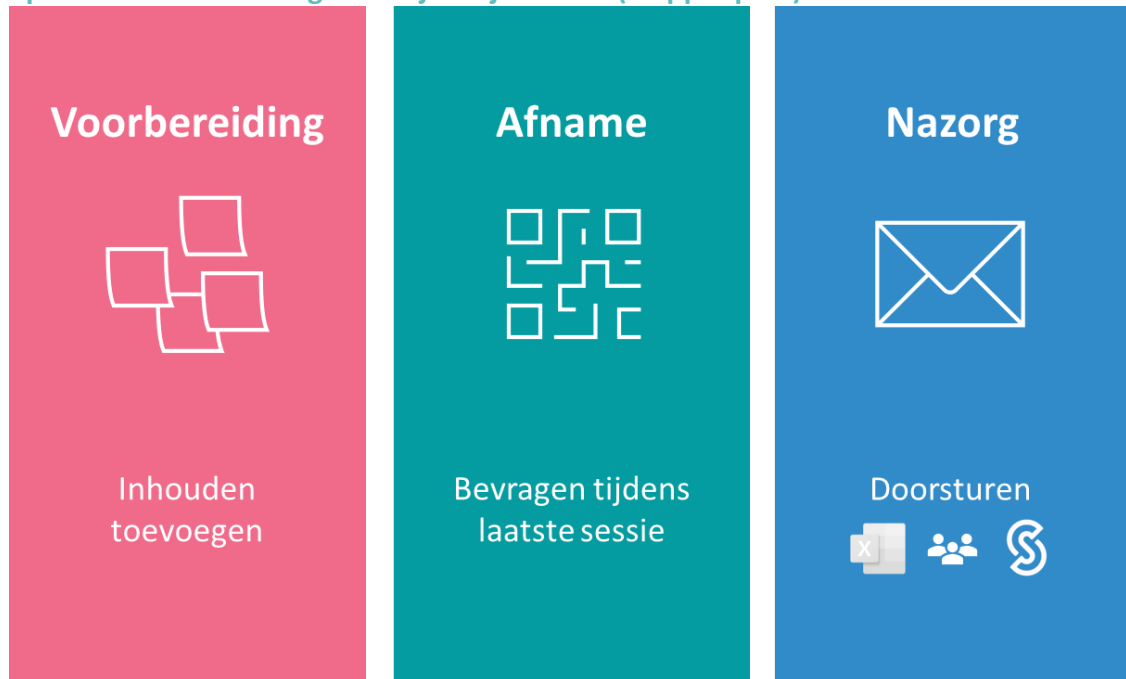 Voorbereiding
Afname
Nazorg
Inhouden
toevoegen
Bevragen tijdens
laatste sessie
Doorsturen
X